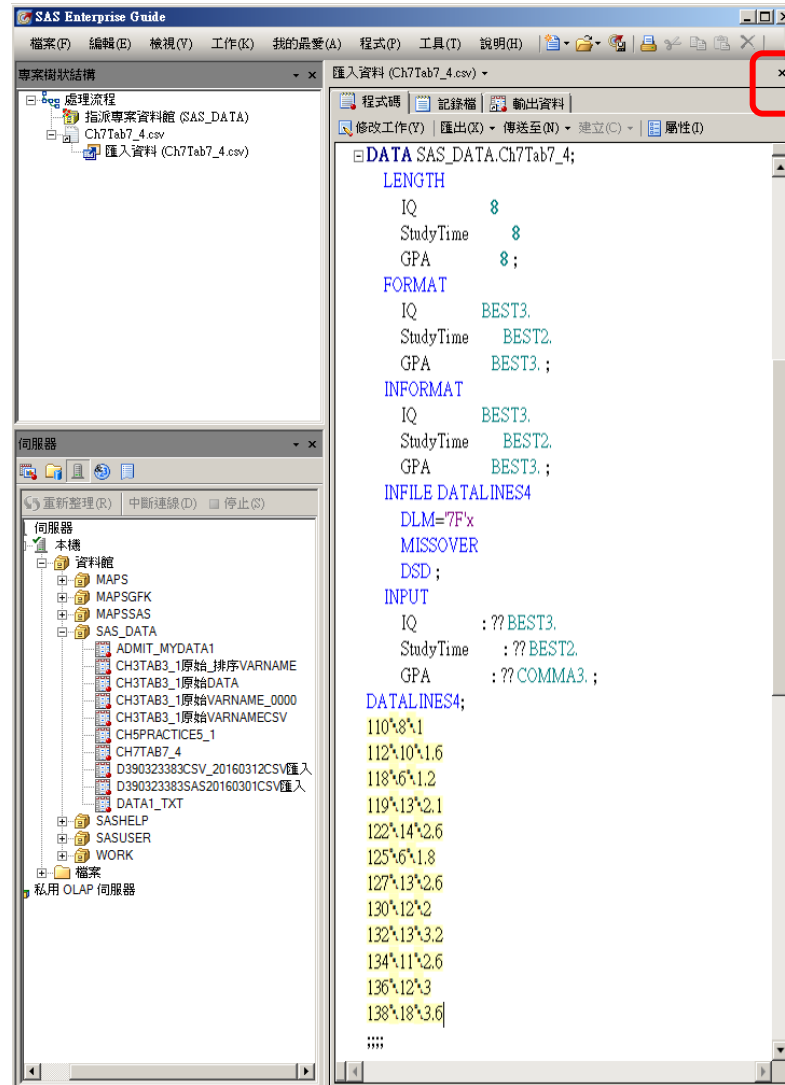 SAS Enterprise Guide
檔案(F) 編輯(E) 檢視(V) 工作(K) 我的最愛(A) 程式(P) 工具(T) 說明(H)
專案樹狀結構
處理流程
指派專案資料館 (SAS_DATA)
Ch7Tab7_4.csv
匯入資料 (Ch7Tab7_4.csv)
伺服器
重新整理(R) 中斷連線(D) 停止(S)
伺服器
本機
資料館
MAPS
MAPSGFK
MAPSSAS
SAS_DATA
ADMIT_MYDATA1
CH3TAB3_1原始_排序VARNAME
CH3TAB3_1原始DATA
CH3TAB3_1原始VARNAME_0000
CH3TAB3_1原始VARNAMECSV
CH5PRACTICE5_1
CH7TAB7_4
D390323383CSV_20160312CSV匯入
D390323383SAS20160301CSV匯入
DATA1_TXT
SASHELP
SASUSER
WORK
檔案
私用 OLAP 伺服器
匯入資料 (Ch7Tab7_4.csv)
程式碼 記錄檔 輸出資料
修改工作(Y) 匯出(X) 傳送至(N) 建立(C) 屬性(I)
DATA SAS_DATA.Ch7Tab7_4;
LENGTH
IQ 8
StudyTime 8
GPA 8 ;
FORMAT
IQ BEST3.
StudyTime BEST2.
GPA BEST3. ;
INFORMAT
IQ BEST3.
StudyTime BEST2.
GPA BEST3. ;
INFILE DATALINES4
DLM='7F'x
MISSOVER
DSD ;
INPUT
IQ : ?? BEST3.
StudyTime : ?? BEST2.
GPA : ?? COMMA3. ;
DATALINES4;
110␡8␡1
112␡10␡1.6
118␡6␡1.2
119␡13␡2.1
122␡14␡2.6
125␡6␡1.8
127␡13␡2.6
130␡12␡2
132␡13␡3.2
134␡11␡2.6
136␡12␡3
138␡18␡3.6
;;;;